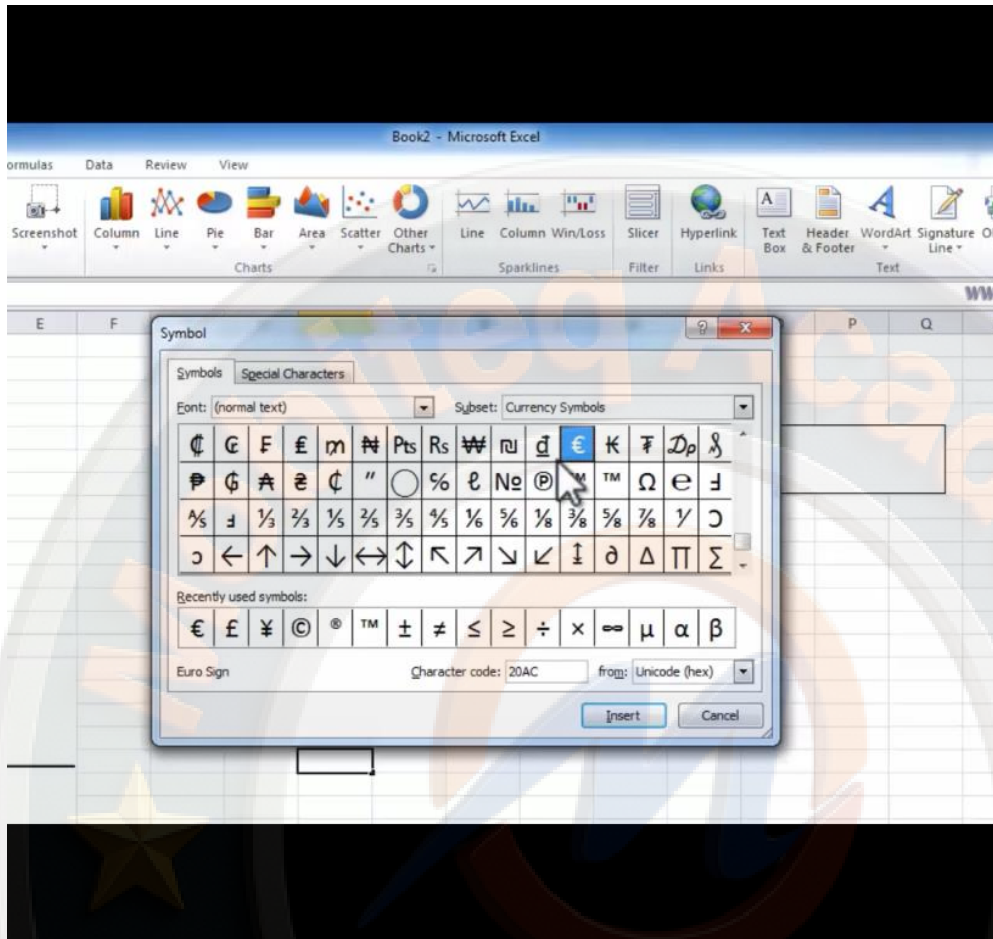 Book2 - Microsoft Excel
ormulas Data Review View
Screenshot Column Line Pie Bar Area Scatter Other Charts Line Column Win/Loss Slicer Hyperlink Text Box Header & Footer WordArt Signature Line
Charts Sparklines Filter Links Text
E F P Q
Symbol
Symbols Special Characters
Font: (normal text) Subset: Currency Symbols
₡ ₢ ₣ ₤ ₥ ₦ Pts Rs ₩ ₪ ₫ € ₭ ₮ ₯ ₰
₱ ₲ ₳ ₴ ₵ ″ ◯ ℅ ℓ № ℗ ™ Ω ℮ Ⅎ
⅍ ⅎ ⅓ ⅔ ⅕ ⅖ ⅗ ⅘ ⅙ ⅚ ⅛ ⅜ ⅝ ⅞ ⅟ Ↄ
ↄ ← ↑ → ↓ ↔ ↕ ↖ ↗ ↘ ↙ ↨ ∂ ∆ ∏ ∑
Recently used symbols:
€ £ ¥ © ® ™ ± ≠ ≤ ≥ ÷ × ∞ µ α β
Euro Sign Character code: 20AC from: Unicode (hex)
Insert Cancel